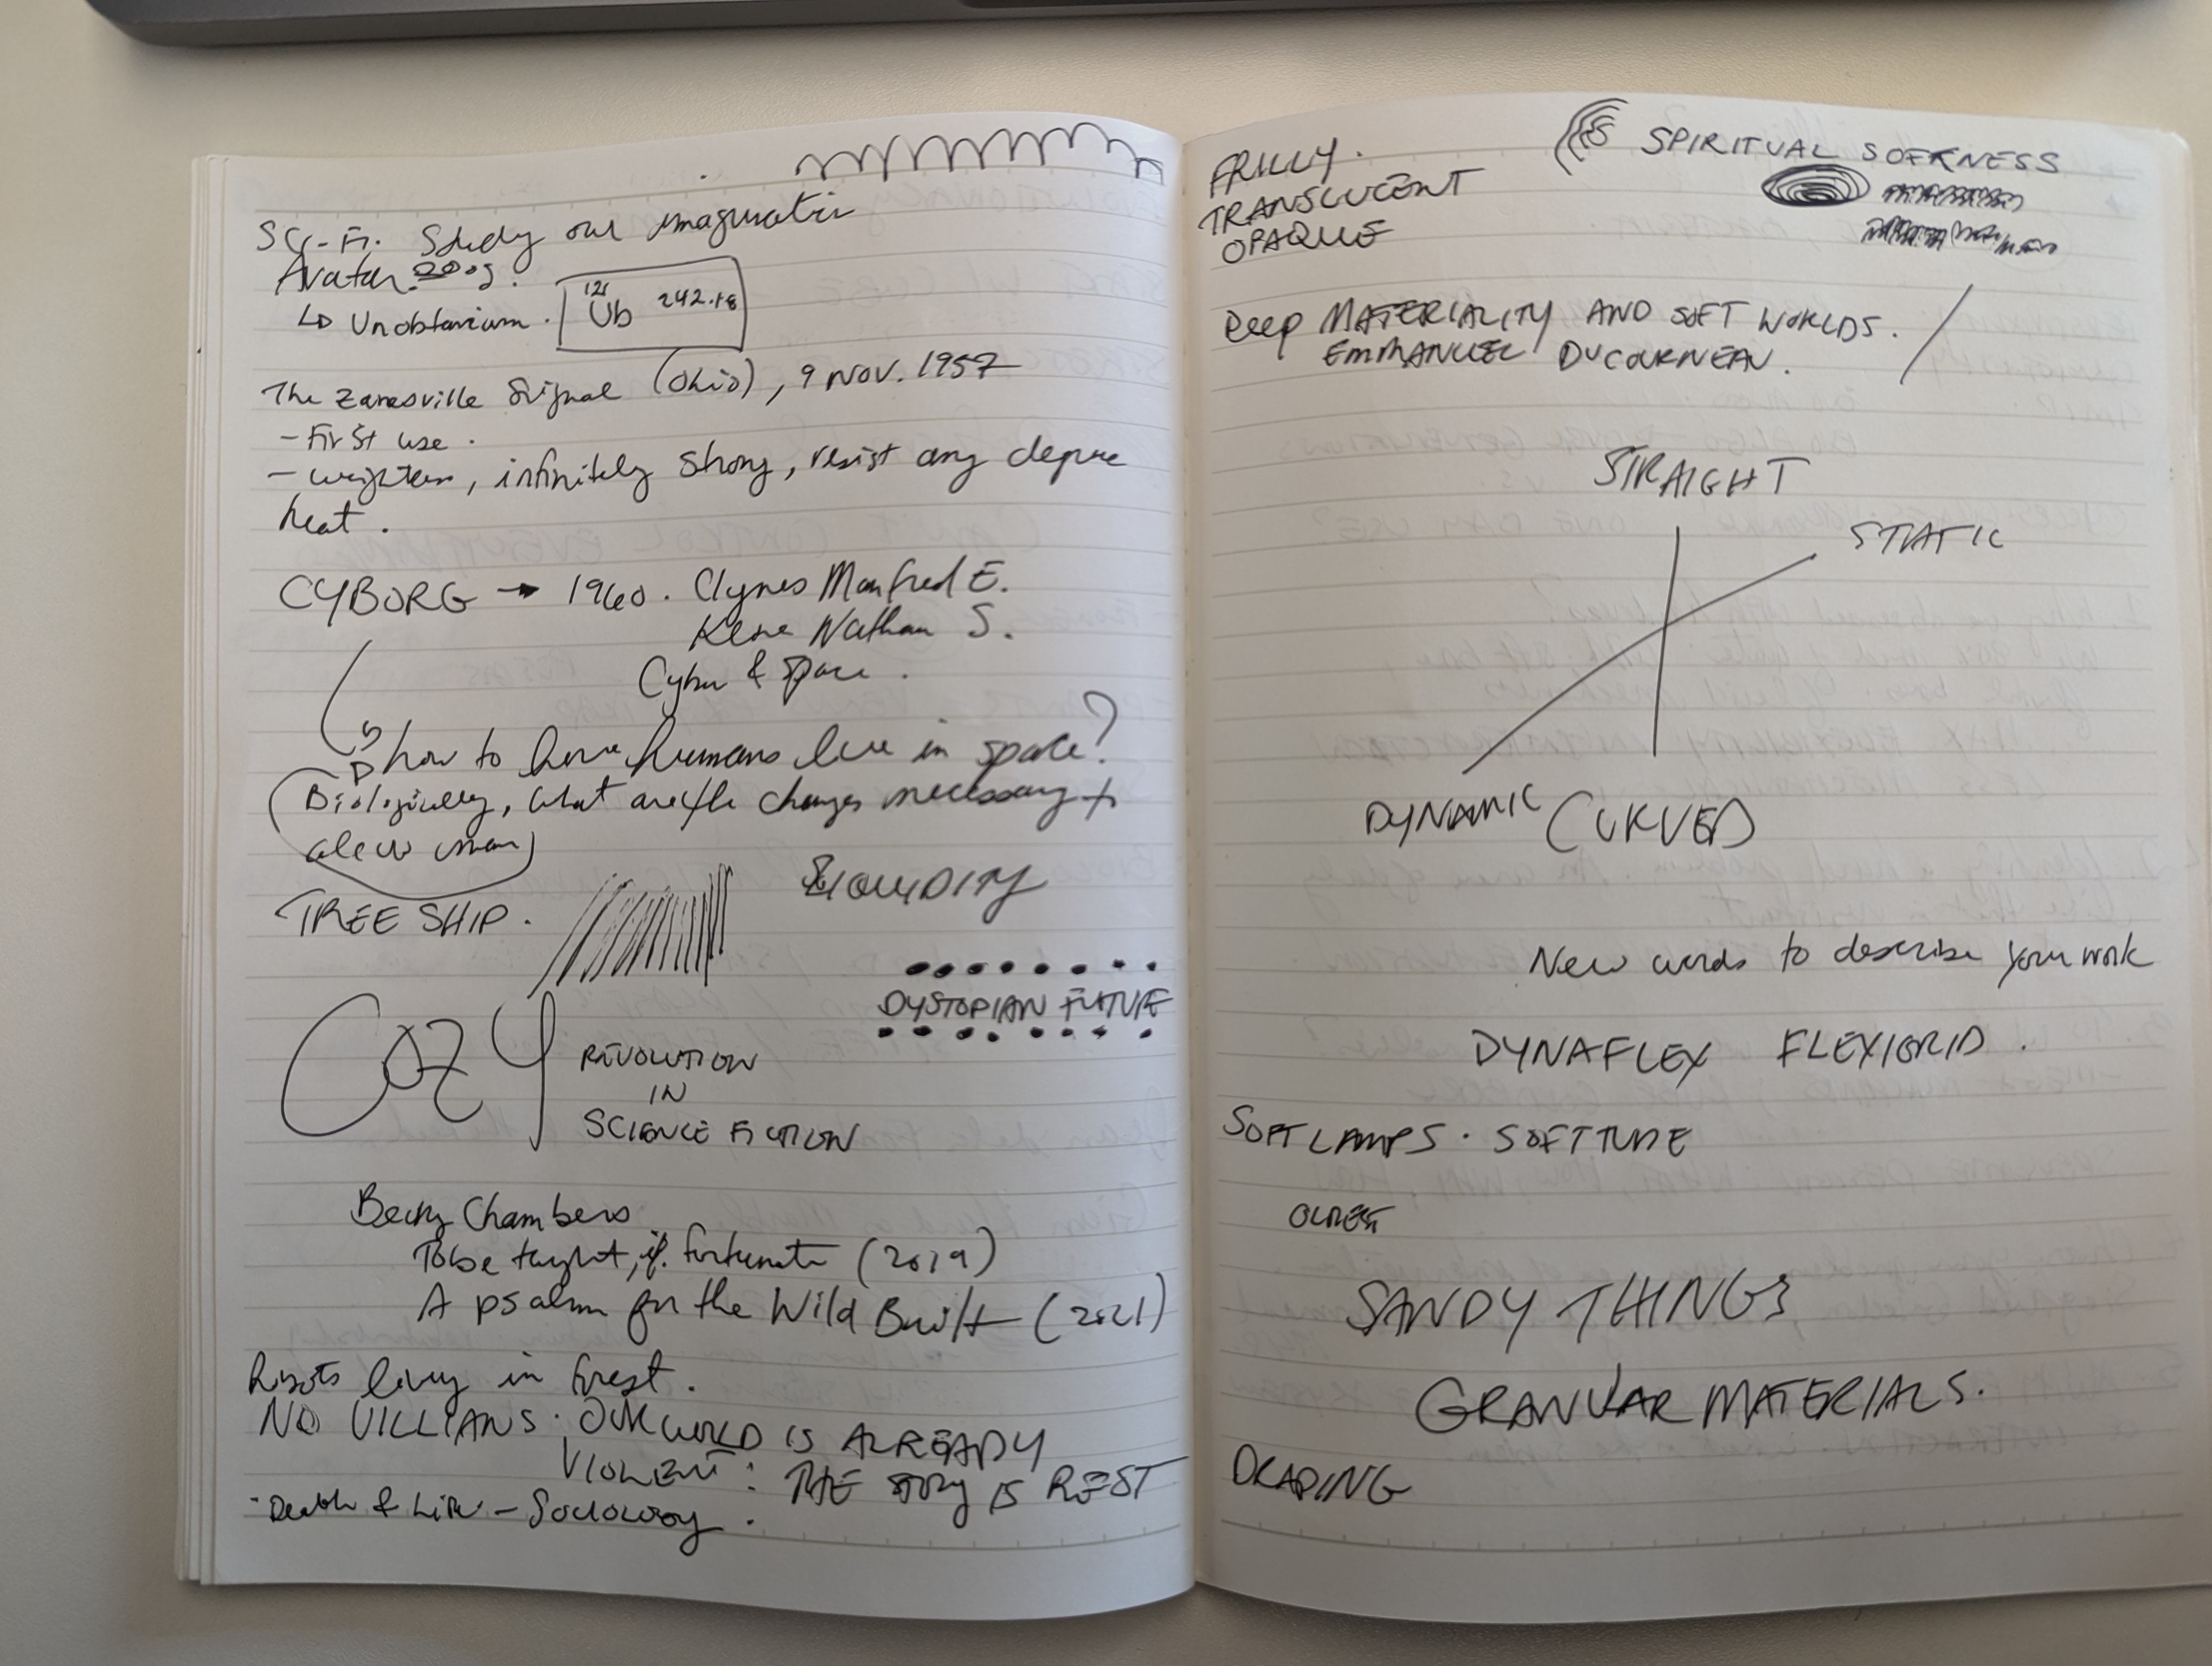 Sci-Fi. Study our imagination
Avatar. 2009.
↳ Unobtanium. 121 Ub 242.18
The Zanesville Signal (Ohio), 9 Nov. 1957
- First use.
- weightless, infinitely strong, resist any degree
heat.
CYBORG → 1960. Clynes Manfred E.
Kline Nathan S.
Cyber & space.
how to have humans live in space?
Biologically, what are the changes necessary to
TREE SHIP.
LIQUIDITY
DYSTOPIAN FUTURE
COZY
REVOLUTION
IN
SCIENCE FICTION
Becky Chambers
To be taught, if fortunate (2019)
A psalm for the Wild Built (2021)
Robots living in forest.
NO VILLIANS. OUR WORLD IS ALREADY
VIOLENT: THE STORY IS REST
- Death & Life - Sociology.
FRILLY.
TRANSLUCENT
OPAQUE
SPIRITUAL SOFTNESS
Deep MATERIALITY AND SOFT WORLDS.
EMMANUEL DUCOURNEAU.
STRAIGHT
STATIC
DYNAMIC
CURVED
New words to describe your work
DYNAFLEX FLEXIGRID.
SOFT LAMPS. SOFT TUBE
SANDY THINGS
GRANULAR MATERIALS.
DRAPING